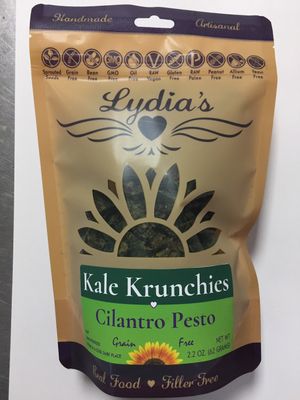 Handmade Artisanal
Sprouted Seeds
Grain Free
Bean Free
GMO Free
Oil Free
RAW Vegan
Gluten Free
RAW Paleo
Peanut Free
Allium Free
Yeast Free
Lydia's
Kale Krunchies
Cilantro Pesto
Grain Free
NET WT
2.2 OZ. (62 GRAMS)
Real Food ♥ Filler Free